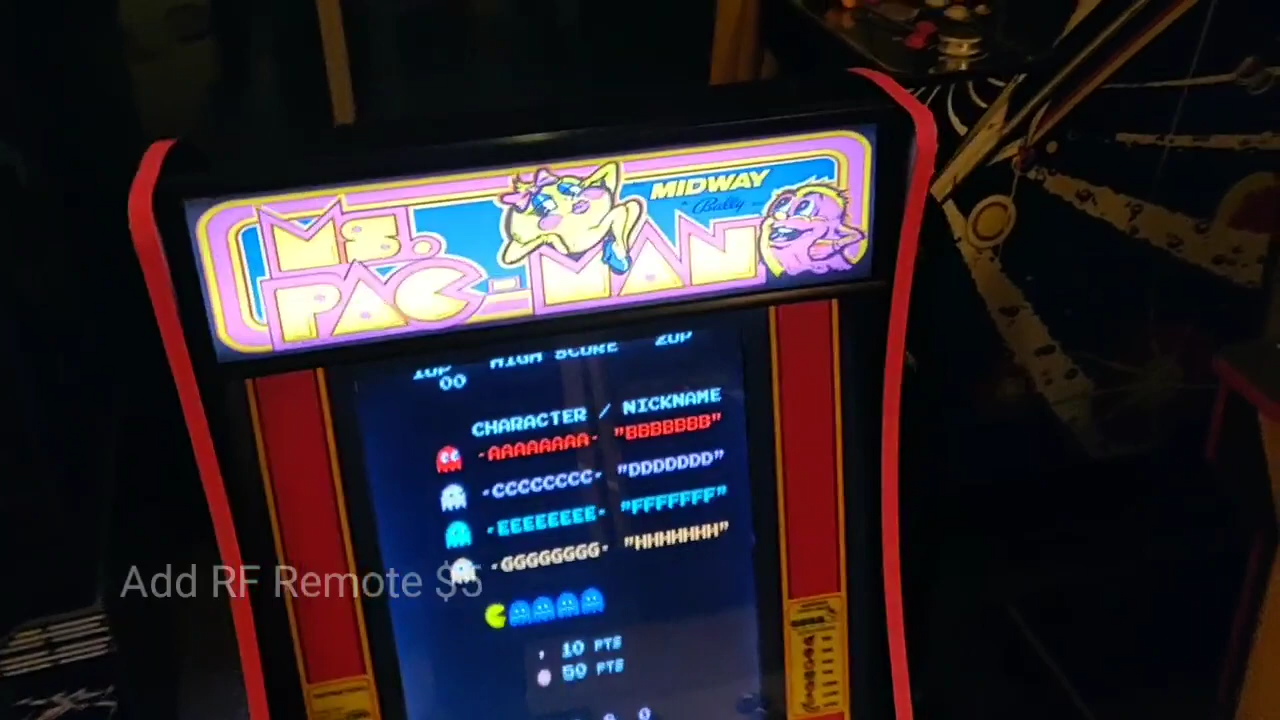 MIDWAY
Bally
Ms.
PAC-MAN
1UP HIGH SCORE 2UP
00
CHARACTER / NICKNAME
-AAAAAAAA- "BBBBBBB"
-CCCCCCCC- "DDDDDDD"
-EEEEEEEE- "FFFFFFF"
-GGGGGGGG- "HHHHHHH"
Add RF Remote $5
10 PTS
50 PTS